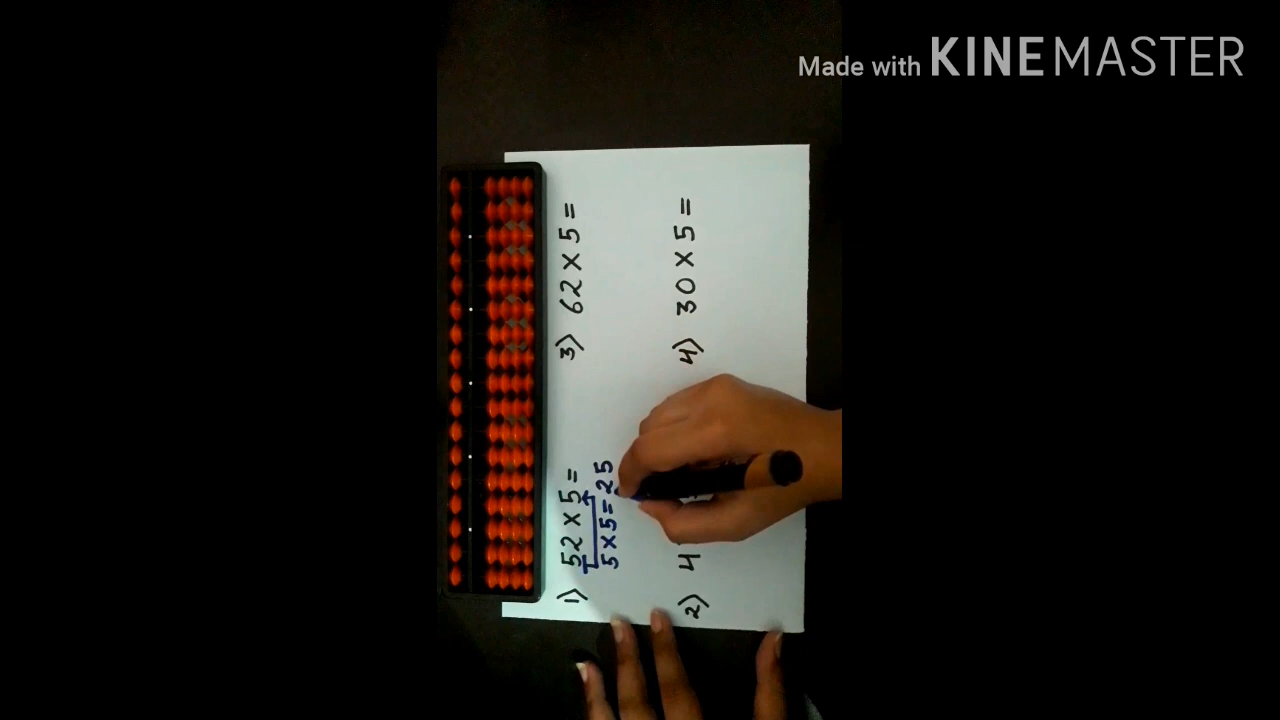 Made with KINEMASTER
1) 52 x 5 =
5 x 5 = 25
2) 4
3) 62 x 5 =
4) 30 x 5 =